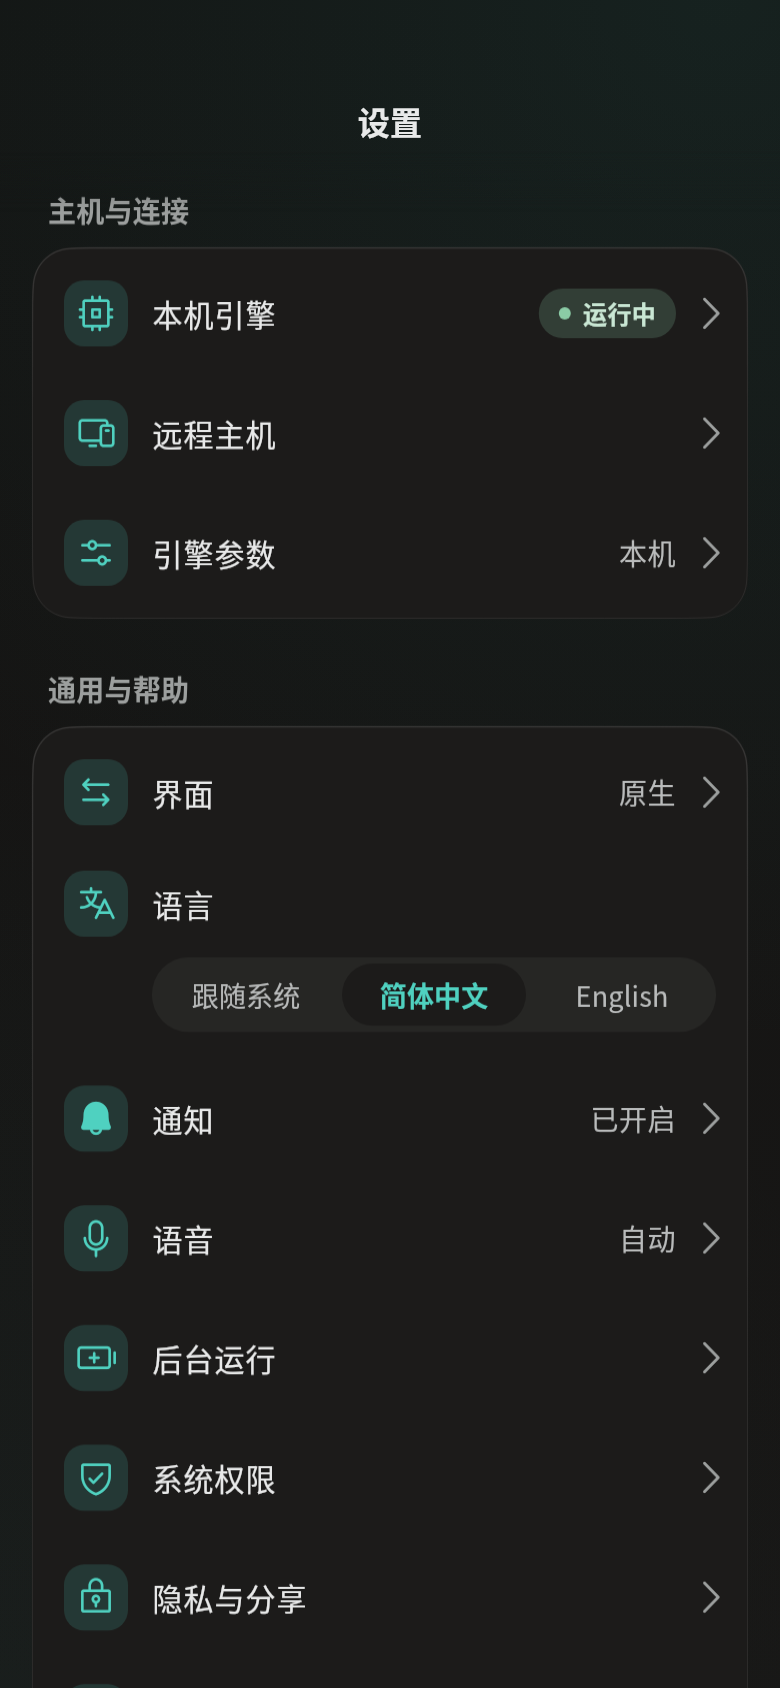 设置
主机与连接
本机引擎 运行中
远程主机
引擎参数 本机
通用与帮助
界面 原生
语言
跟随系统 简体中文 English
通知 已开启
语音 自动
后台运行
系统权限
隐私与分享